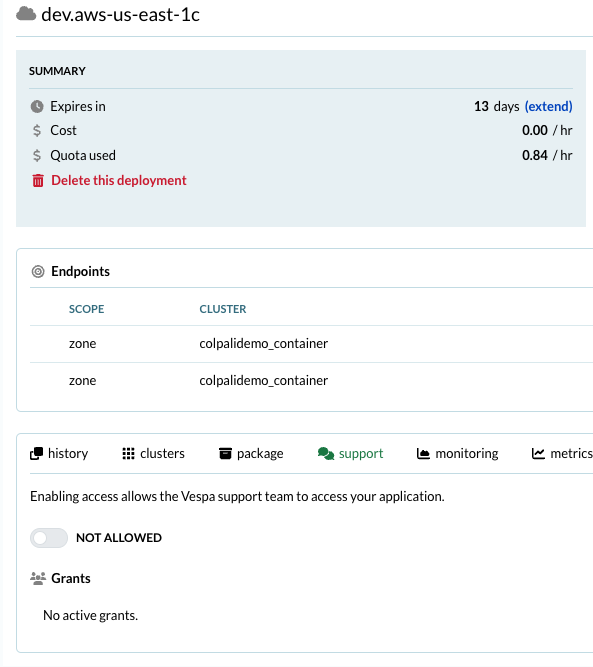 dev.aws-us-east-1c
SUMMARY
Expires in 13 days (extend)
$ Cost 0.00 / hr
$ Quota used 0.84 / hr
Delete this deployment
Endpoints
SCOPE CLUSTER
zone colpalidemo_container
zone colpalidemo_container
history clusters package support monitoring metrics
Enabling access allows the Vespa support team to access your application.
NOT ALLOWED
Grants
No active grants.